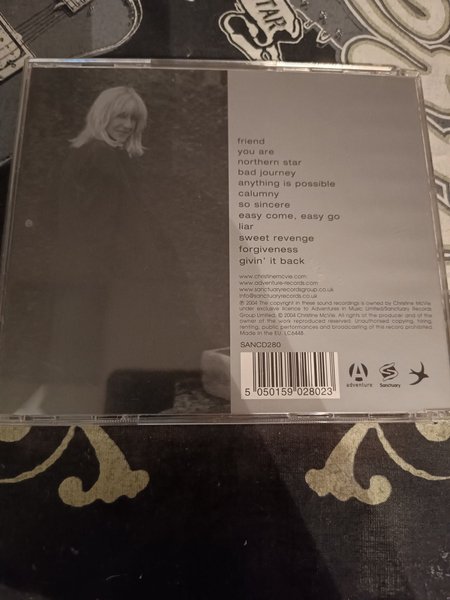 STAR
friend
you are
northern star
bad journey
anything is possible
calumny
so sincere
easy come, easy go
liar
sweet revenge
forgiveness
givin' it back
www.christinemcvie.com
www.adventure-records.com
www.sanctuaryrecordsgroup.co.uk
info@sanctuaryrecords.co.uk
℗ 2004 The copyright in these sound recordings is owned by Christine McVie
under exclusive licence to Adventures in Music Limited/Sanctuary Records
Group Limited. © 2004 Christine McVie. All rights of the producer and of the
owner of the work reproduced reserved. Unauthorised copying, hiring,
renting, public performances and broadcasting of this record prohibited.
Made in the EU. LC6448
SANCD280
5 050159 028023
adventure
Sanctuary